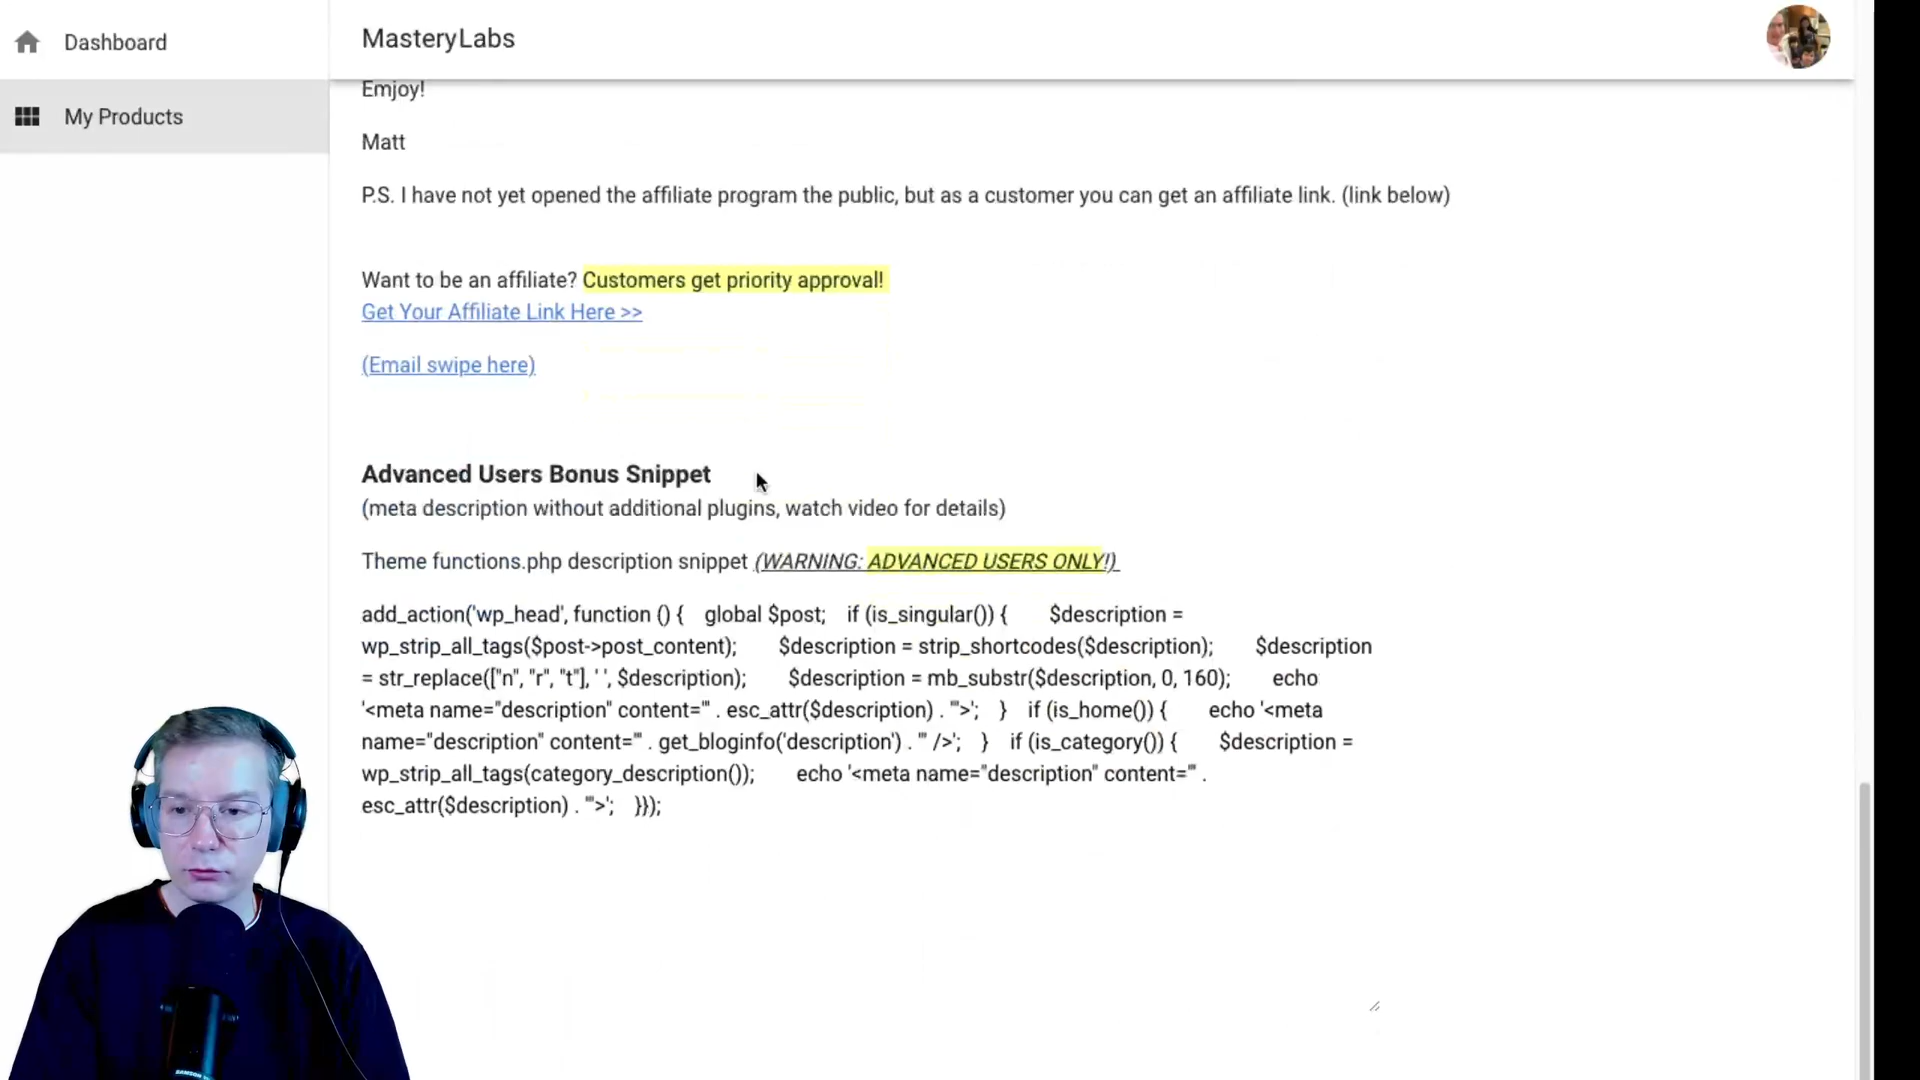 Dashboard
MasteryLabs
My Products
Emjoy!
Matt
P.S. I have not yet opened the affiliate program the public, but as a customer you can get an affiliate link. (link below)
Want to be an affiliate? Customers get priority approval!
Get Your Affiliate Link Here >>
(Email swipe here)
Advanced Users Bonus Snippet
(meta description without additional plugins, watch video for details)
Theme functions.php description snippet (WARNING: ADVANCED USERS ONLY!)
add_action('wp_head', function () {    global $post;    if (is_singular()) {        $description =
wp_strip_all_tags($post->post_content);        $description = strip_shortcodes($description);        $description
= str_replace(["n", "r", "t"], ' ', $description);        $description = mb_substr($description, 0, 160);        echo
'<meta name="description" content="' . esc_attr($description) . '">';    }    if (is_home()) {        echo '<meta
name="description" content="' . get_bloginfo('description') . '" />';    }    if (is_category()) {        $description =
wp_strip_all_tags(category_description());        echo '<meta name="description" content="' .
esc_attr($description) . '">';    }});
SAMSON